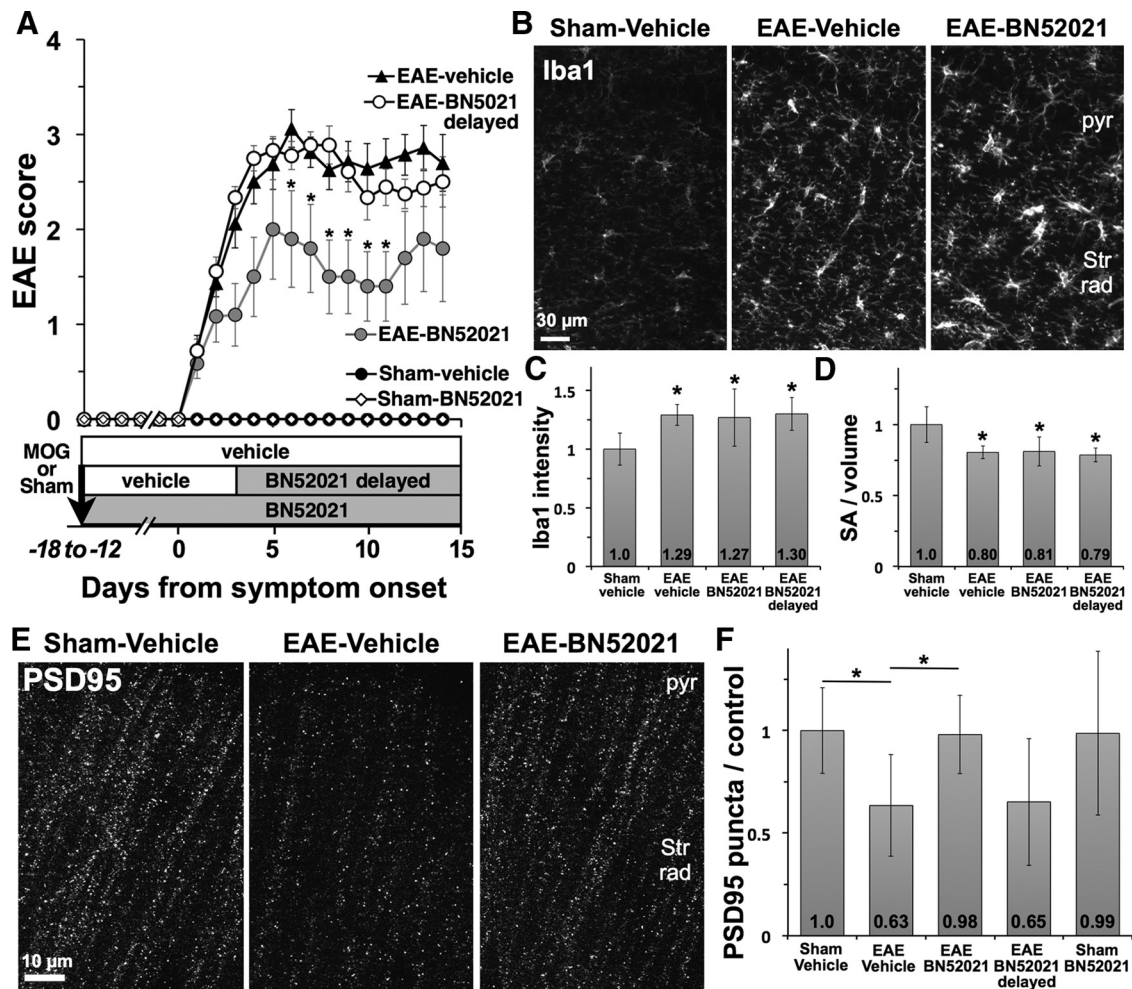 A
4
3
2
1
0
EAE score
EAE-vehicle
EAE-BN5021
delayed
*
*
*
*
*
*
EAE-BN52021
Sham-vehicle
Sham-BN52021
MOG
or
Sham
vehicle
vehicle
BN52021 delayed
BN52021
-18 to -12
0
5
10
15
Days from symptom onset
B
Sham-Vehicle
EAE-Vehicle
EAE-BN52021
Iba1
pyr
Str
rad
30 µm
C
Iba1 intensity
1.5
1
0.5
0
*
*
*
1.0
1.29
1.27
1.30
Sham
vehicle
EAE
vehicle
EAE
BN52021
EAE
BN52021
delayed
D
SA / volume
1
0.5
0
*
*
*
1.0
0.80
0.81
0.79
Sham
vehicle
EAE
vehicle
EAE
BN52021
EAE
BN52021
delayed
E
Sham-Vehicle
EAE-Vehicle
EAE-BN52021
PSD95
pyr
Str
rad
10 µm
F
PSD95 puncta / control
1
0.5
0
*
*
1.0
0.63
0.98
0.65
0.99
Sham
Vehicle
EAE
Vehicle
EAE
BN52021
EAE
BN52021
delayed
Sham
BN52021